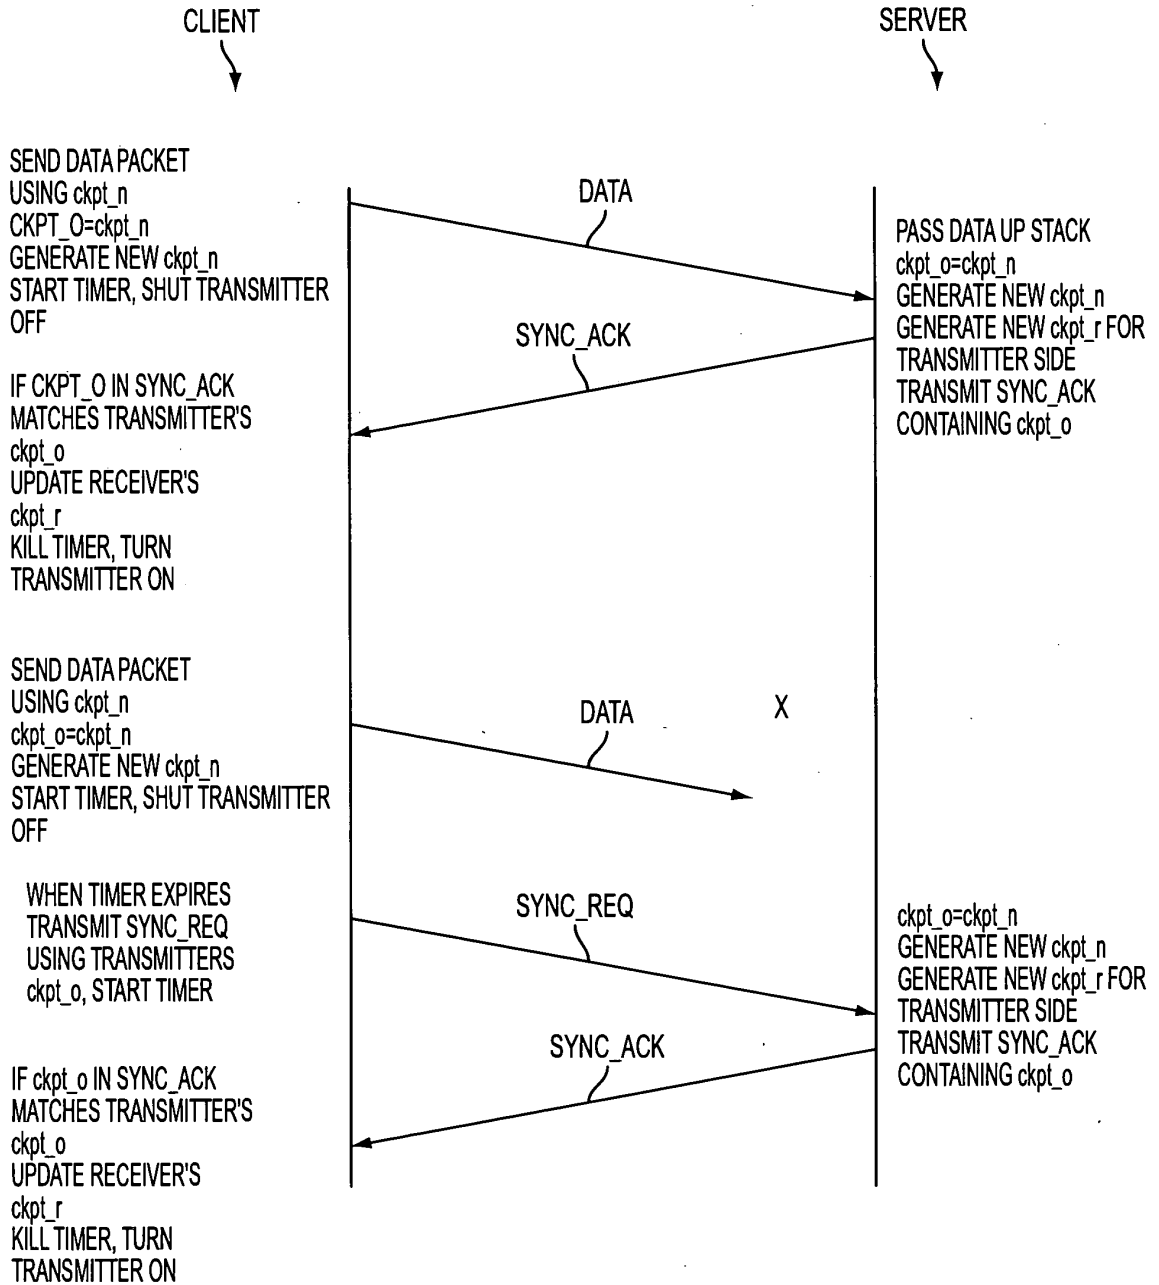 CLIENT
SERVER
SEND DATA PACKET
USING ckpt_n
CKPT_O=ckpt_n
GENERATE NEW ckpt_n
START TIMER, SHUT TRANSMITTER
OFF
DATA
PASS DATA UP STACK
ckpt_o=ckpt_n
GENERATE NEW ckpt_n
GENERATE NEW ckpt_r FOR
TRANSMITTER SIDE
TRANSMIT SYNC_ACK
CONTAINING ckpt_o
SYNC_ACK
IF CKPT_O IN SYNC_ACK
MATCHES TRANSMITTER'S
ckpt_o
UPDATE RECEIVER'S
ckpt_r
KILL TIMER, TURN
TRANSMITTER ON
SEND DATA PACKET
USING ckpt_n
ckpt_o=ckpt_n
GENERATE NEW ckpt_n
START TIMER, SHUT TRANSMITTER
OFF
DATA
X
WHEN TIMER EXPIRES
TRANSMIT SYNC_REQ
USING TRANSMITTERS
ckpt_o, START TIMER
SYNC_REQ
ckpt_o=ckpt_n
GENERATE NEW ckpt_n
GENERATE NEW ckpt_r FOR
TRANSMITTER SIDE
TRANSMIT SYNC_ACK
CONTAINING ckpt_o
SYNC_ACK
IF ckpt_o IN SYNC_ACK
MATCHES TRANSMITTER'S
ckpt_o
UPDATE RECEIVER'S
ckpt_r
KILL TIMER, TURN
TRANSMITTER ON